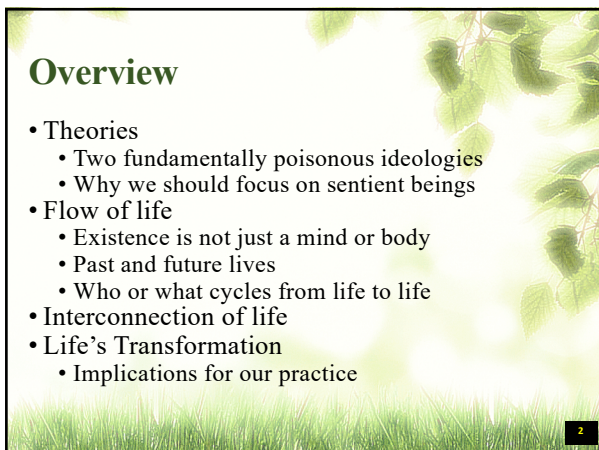 Overview
• Theories
• Two fundamentally poisonous ideologies
• Why we should focus on sentient beings
• Flow of life
• Existence is not just a mind or body
• Past and future lives
• Who or what cycles from life to life
• Interconnection of life
• Life’s Transformation
• Implications for our practice
2